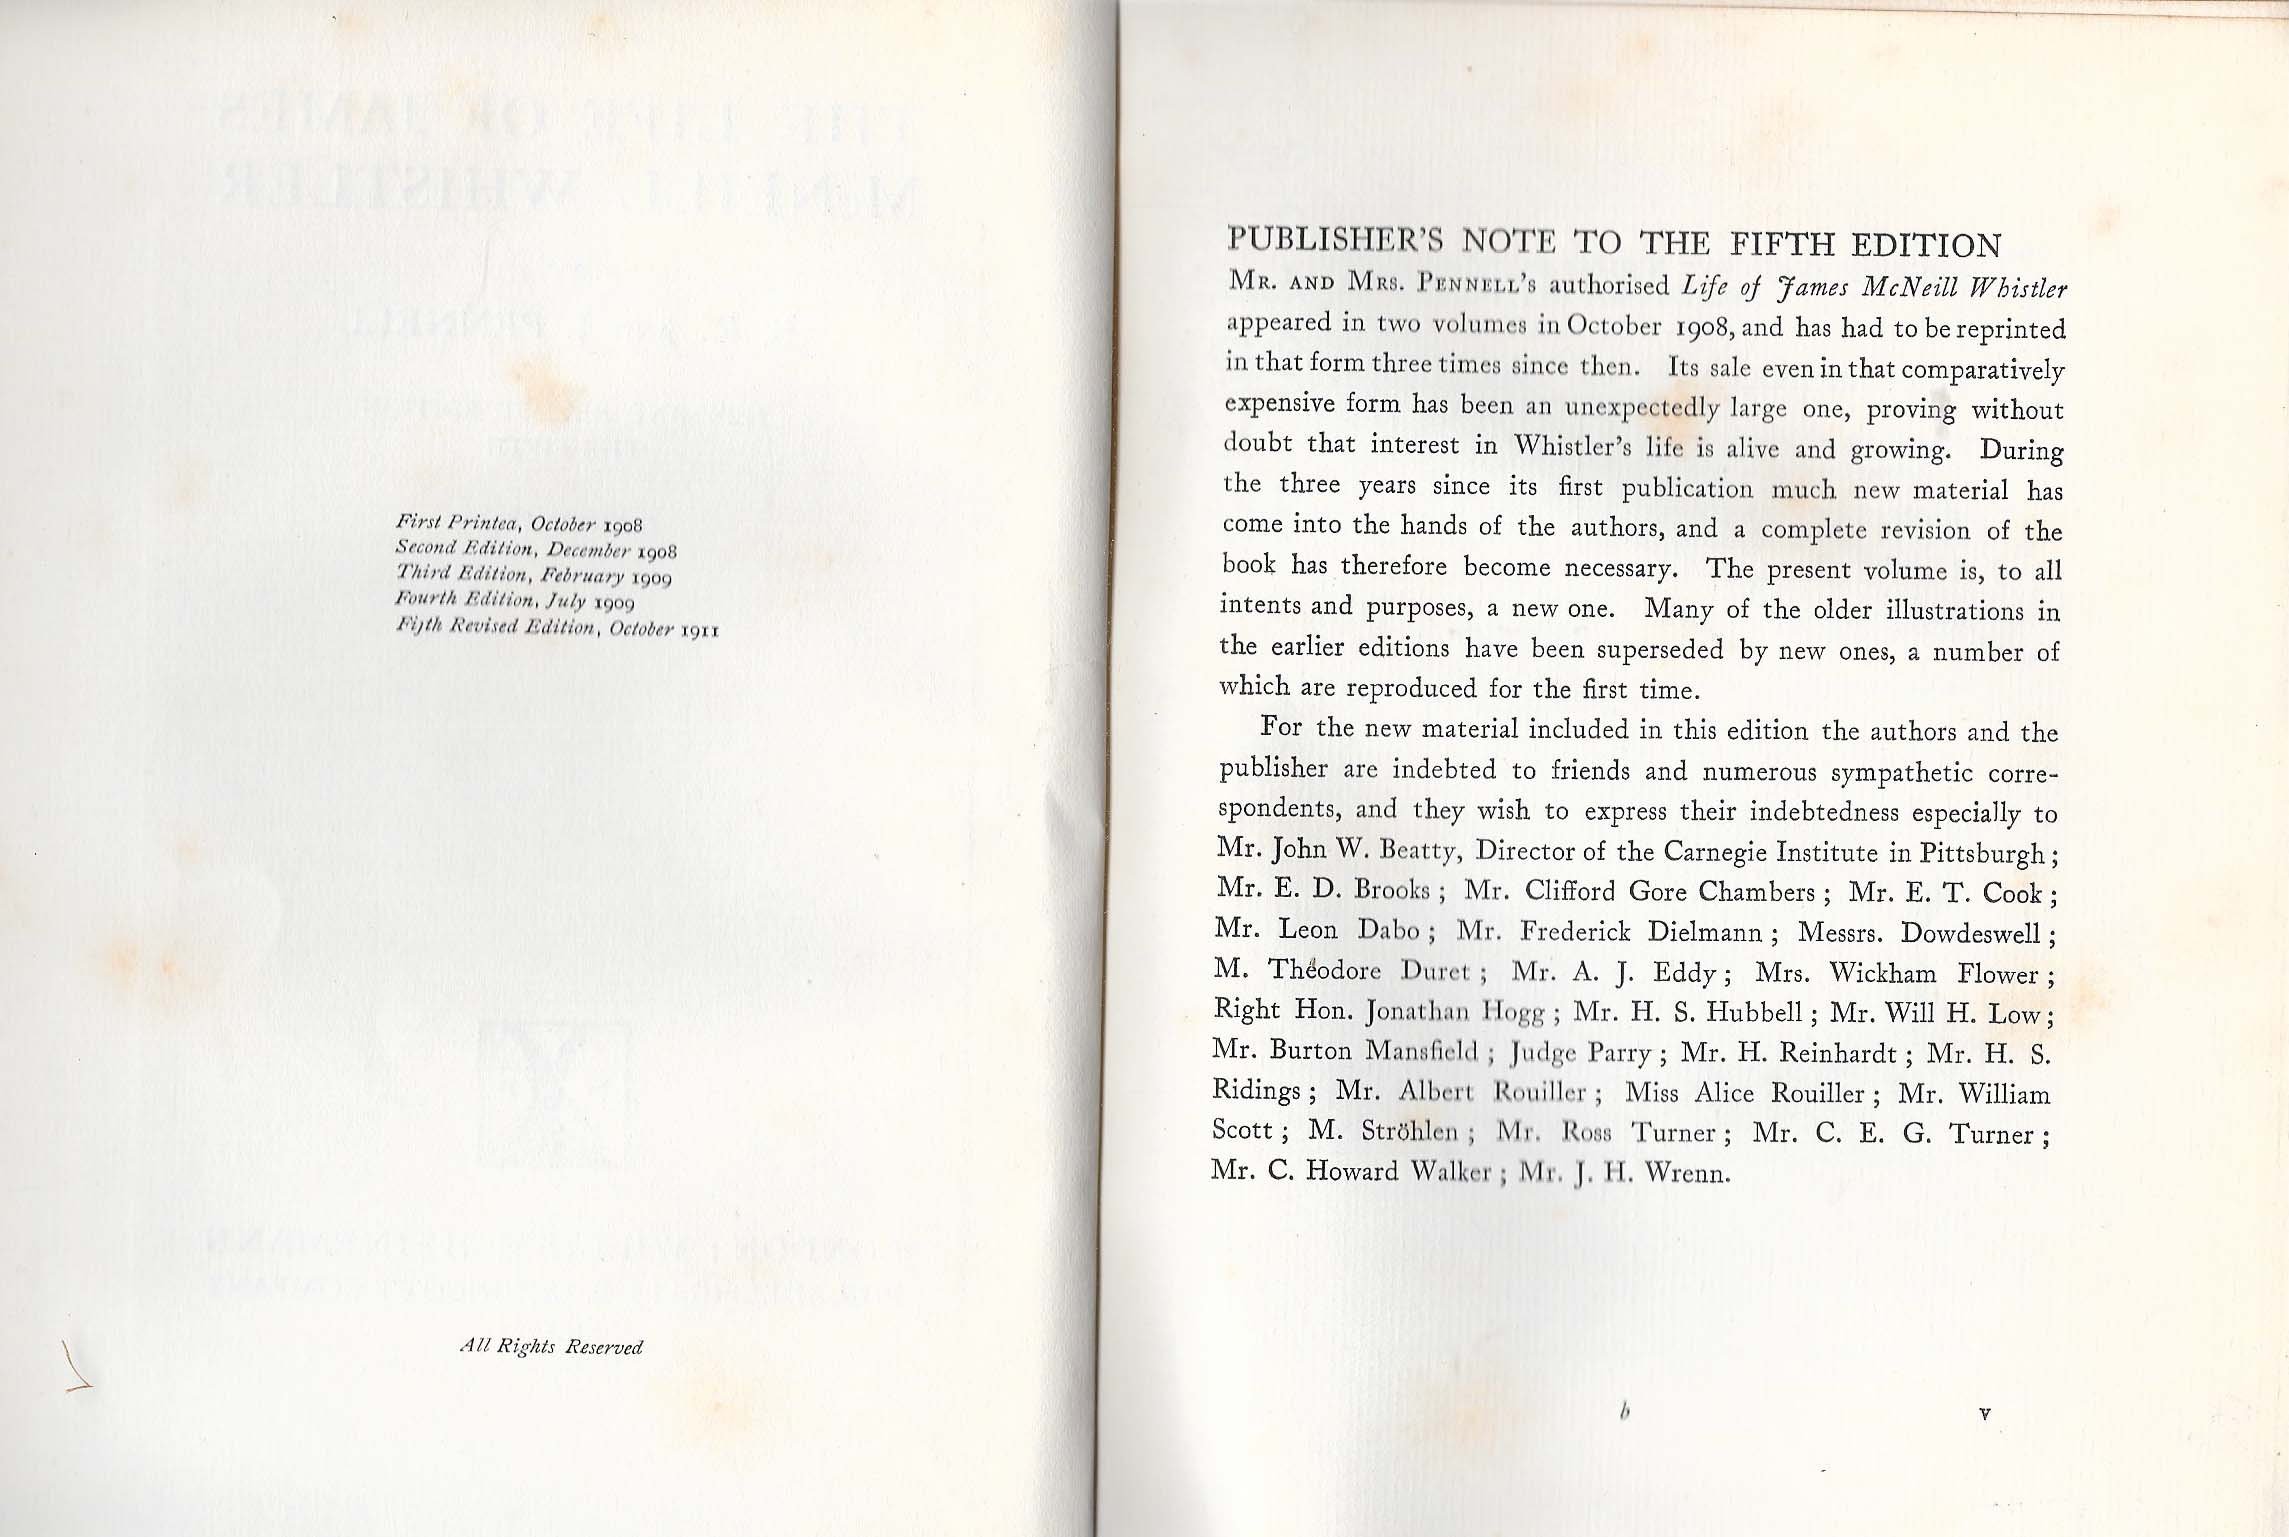 First Printea, October 1908
Second Edition, December 1908
Third Edition, February 1909
Fourth Edition, July 1909
Fifth Revised Edition, October 1911
All Rights Reserved
PUBLISHER'S NOTE TO THE FIFTH EDITION
MR. AND MRS. PENNELL'S authorised Life of James McNeill Whistler
appeared in two volumes in October 1908, and has had to be reprinted
in that form three times since then. Its sale even in that comparatively
expensive form has been an unexpectedly large one, proving without
doubt that interest in Whistler's life is alive and growing. During
the three years since its first publication much new material has
come into the hands of the authors, and a complete revision of the
book has therefore become necessary. The present volume is, to all
intents and purposes, a new one. Many of the older illustrations in
the earlier editions have been superseded by new ones, a number of
which are reproduced for the first time.
For the new material included in this edition the authors and the
publisher are indebted to friends and numerous sympathetic corre-
spondents, and they wish to express their indebtedness especially to
Mr. John W. Beatty, Director of the Carnegie Institute in Pittsburgh ;
Mr. E. D. Brooks ; Mr. Clifford Gore Chambers ; Mr. E. T. Cook ;
Mr. Leon Dabo ; Mr. Frederick Dielmann ; Messrs. Dowdeswell ;
M. Théodore Duret ; Mr. A. J. Eddy ; Mrs. Wickham Flower ;
Right Hon. Jonathan Hogg ; Mr. H. S. Hubbell ; Mr. Will H. Low ;
Mr. Burton Mansfield ; Judge Parry ; Mr. H. Reinhardt ; Mr. H. S.
Ridings ; Mr. Albert Rouiller ; Miss Alice Rouiller ; Mr. William
Scott ; M. Ströhlen ; Mr. Ross Turner ; Mr. C. E. G. Turner ;
Mr. C. Howard Walker ; Mr. J. H. Wrenn.
b v